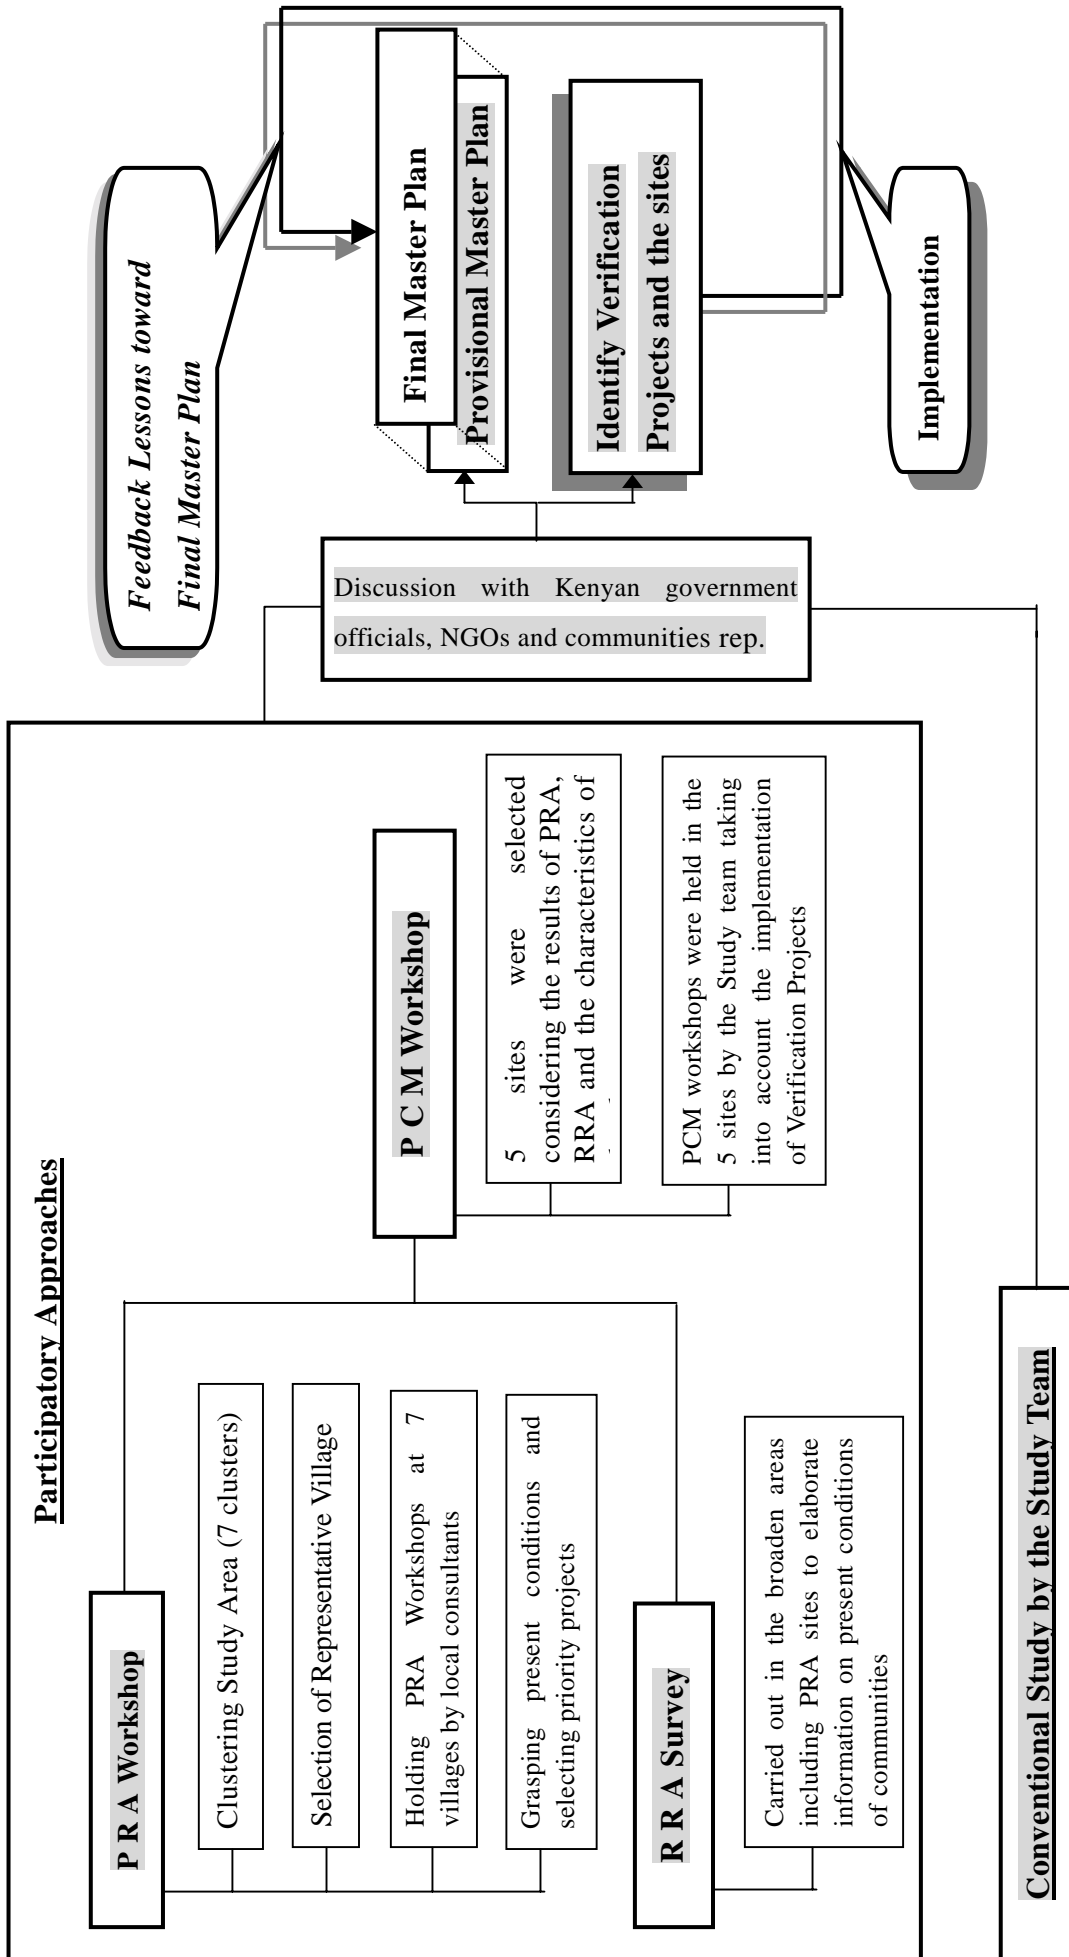 Participatory Approaches
P R A Workshop
Clustering Study Area (7 clusters)
Selection of Representative Village
Holding PRA Workshops at 7
villages by local consultants
Grasping present conditions and
selecting priority projects
R R A Survey
Carried out in the broaden areas
including PRA sites to elaborate
information on present conditions
of communities
P C M Workshop
5 sites were selected
considering the results of PRA,
RRA and the characteristics of
PCM workshops were held in the
5 sites by the Study team taking
into account the implementation
of Verification Projects
Conventional Study by the Study Team
Discussion with Kenyan government
officials, NGOs and communities rep.
Feedback Lessons toward
Final Master Plan
Final Master Plan
Provisional Master Plan
Identify Verification
Projects and the sites
Implementation